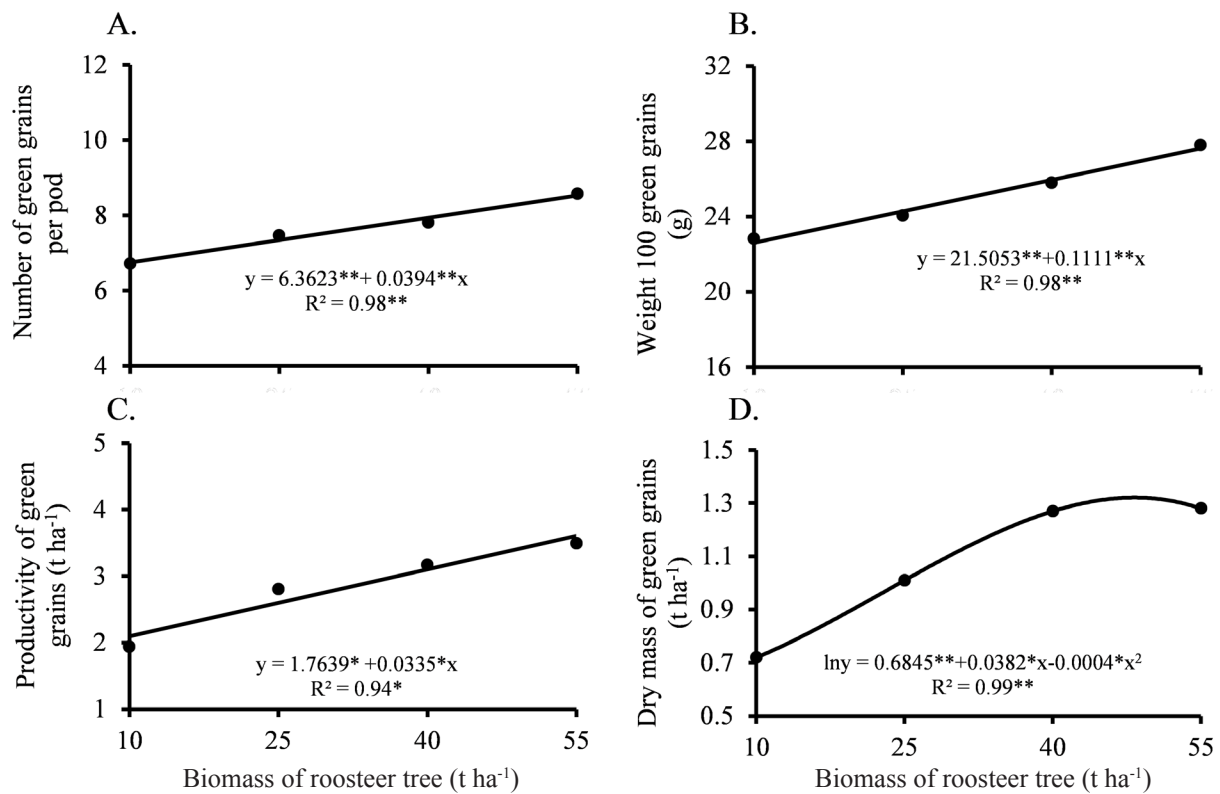 A.
Number of green grains
per pod
12
10
8
6
4
y = 6.3623**+ 0.0394**x
R² = 0.98**
B.
Weight 100 green grains
(g)
32
28
24
20
16
y = 21.5053**+0.1111**x
R² = 0.98**
C.
Productivity of green
grains (t ha⁻¹)
5
4
3
2
1
y = 1.7639* +0.0335*x
R² = 0.94*
10
25
40
55
Biomass of roosteer tree (t ha⁻¹)
D.
Dry mass of green grains
(t ha⁻¹)
1.5
1.3
1.1
0.9
0.7
0.5
lny = 0.6845**+0.0382*x-0.0004*x²
R² = 0.99**
10
25
40
55
Biomass of roosteer tree (t ha⁻¹)